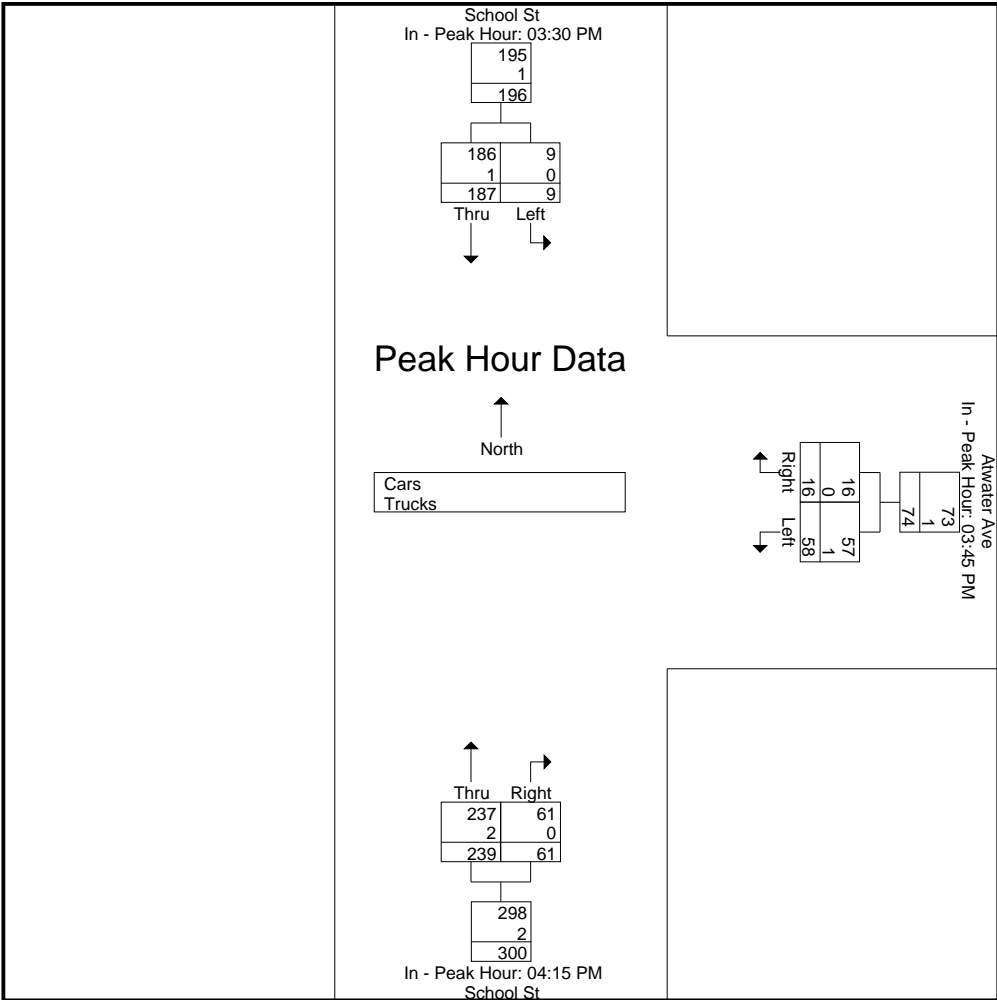 School St
In - Peak Hour: 03:30 PM
195
1
196
186 9
1 0
187 9
Thru Left
Peak Hour Data
North
Cars
Trucks
Atwater Ave
In - Peak Hour: 03:45 PM
73
1
74
16 57
0 1
16 58
Right Left
Thru Right
237 61
2 0
239 61
298
2
300
In - Peak Hour: 04:15 PM
School St